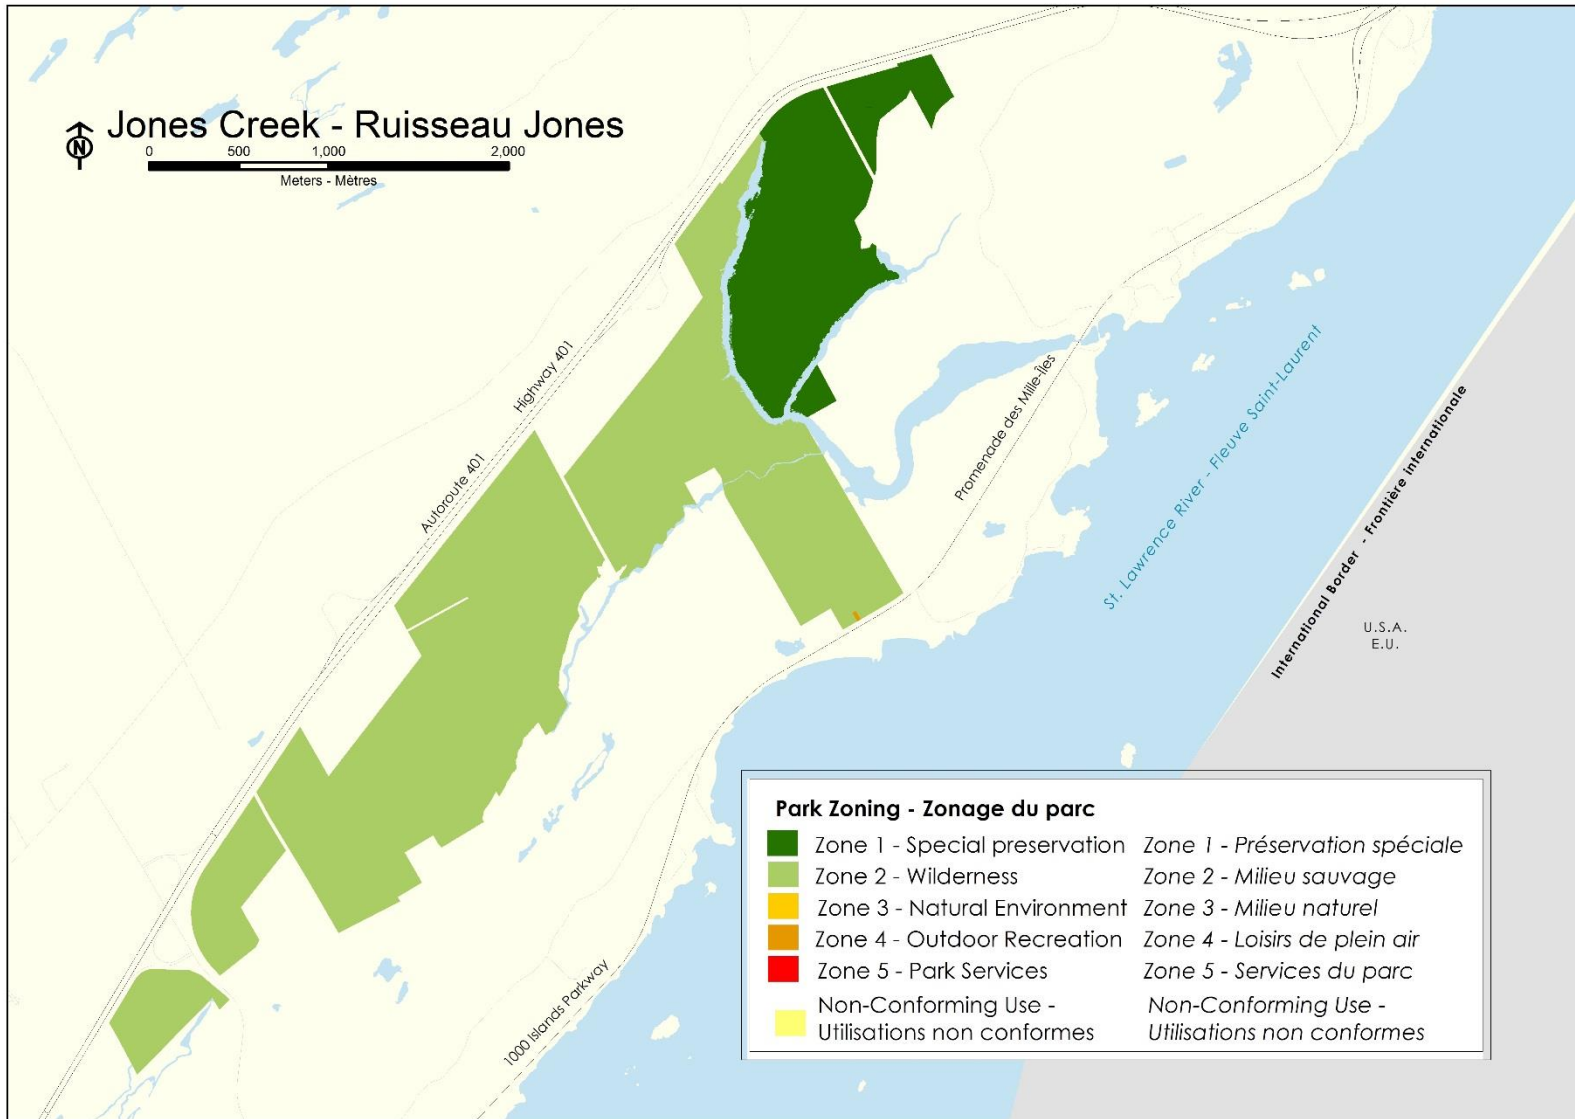 Jones Creek - Ruisseau Jones
N
0 500 1,000 2,000
Meters - Mètres
Highway 401
Autoroute 401
Promenade des Mille-Îles
St. Lawrence River - Fleuve Saint-Laurent
International Border - Frontière internationale
U.S.A.
E.U.
1000 Islands Parkway
Park Zoning - Zonage du parc
Zone 1 - Special preservation Zone 1 - Préservation spéciale
Zone 2 - Wilderness Zone 2 - Milieu sauvage
Zone 3 - Natural Environment Zone 3 - Milieu naturel
Zone 4 - Outdoor Recreation Zone 4 - Loisirs de plein air
Zone 5 - Park Services Zone 5 - Services du parc
Non-Conforming Use - Non-Conforming Use -
Utilisations non conformes Utilisations non conformes